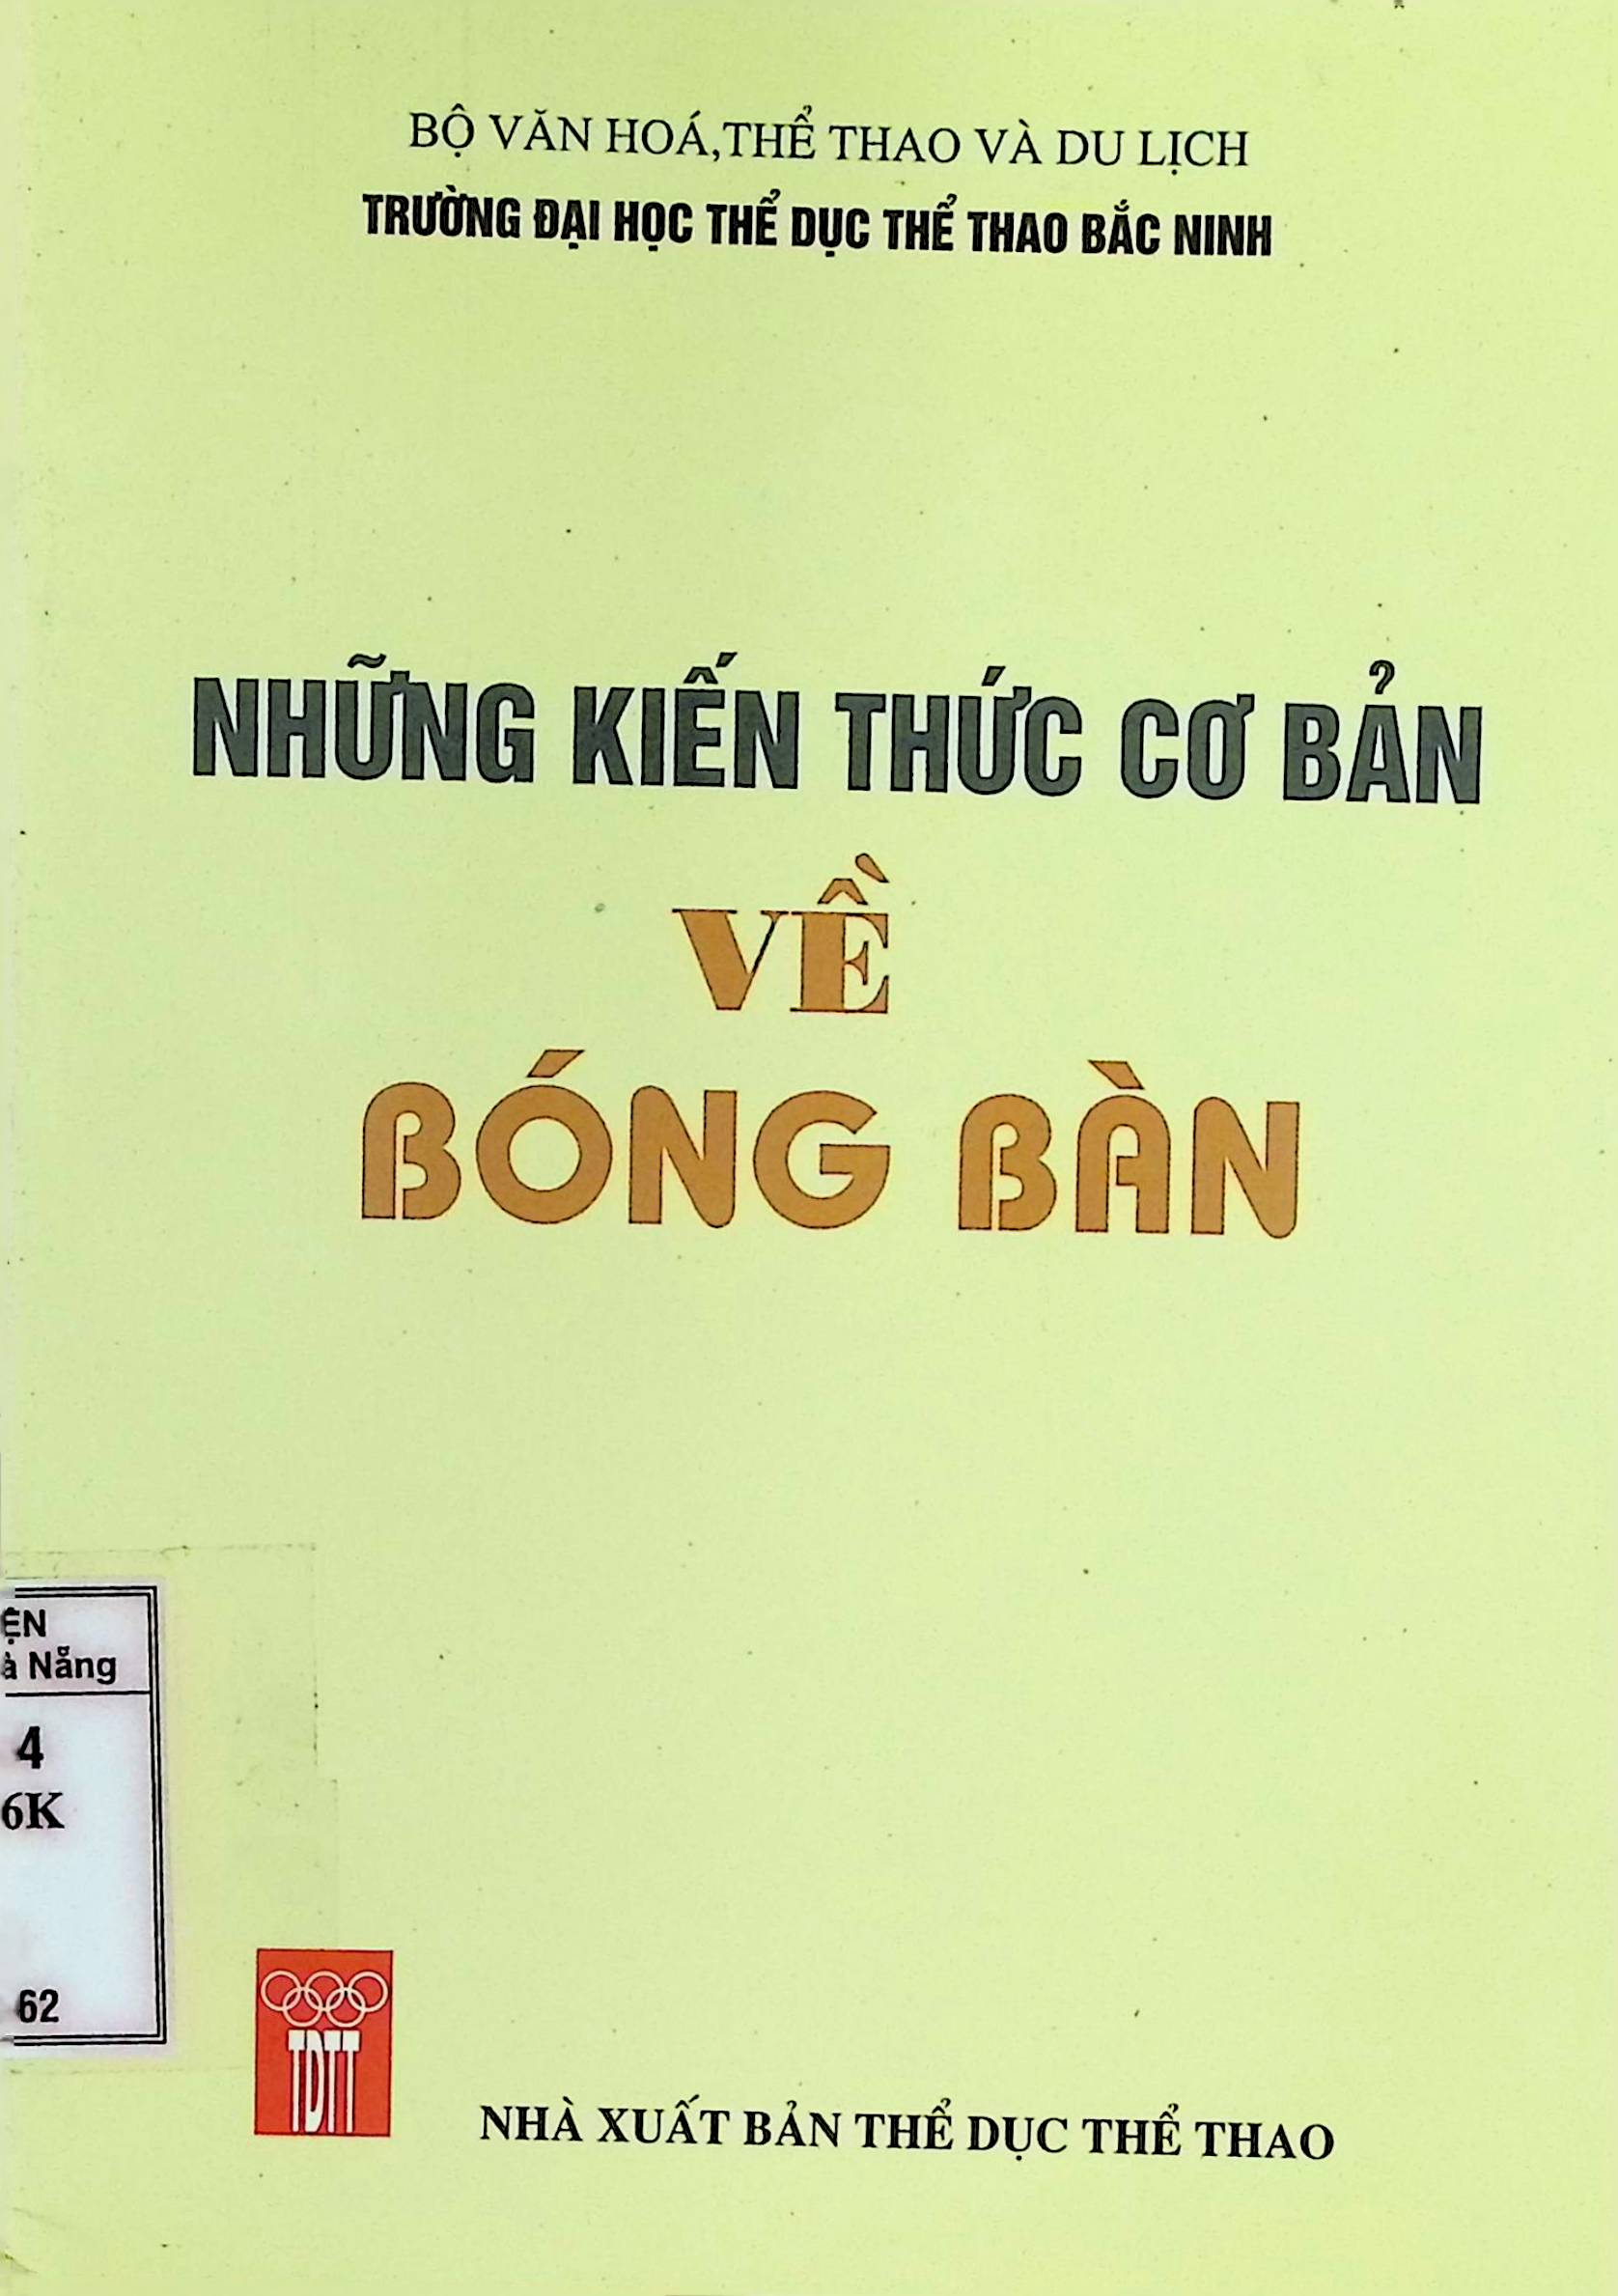 BỘ VĂN HOÁ,THỂ THAO VÀ DU LỊCH
TRƯỜNG ĐẠI HỌC THỂ DỤC THỂ THAO BẮC NINH
NHỮNG KIẾN THỨC CƠ BẢN
VỀ
BÓNG BÀN
ỆN
à Nẵng
4
6K
62
TDTT
NHÀ XUẤT BẢN THỂ DỤC THỂ THAO